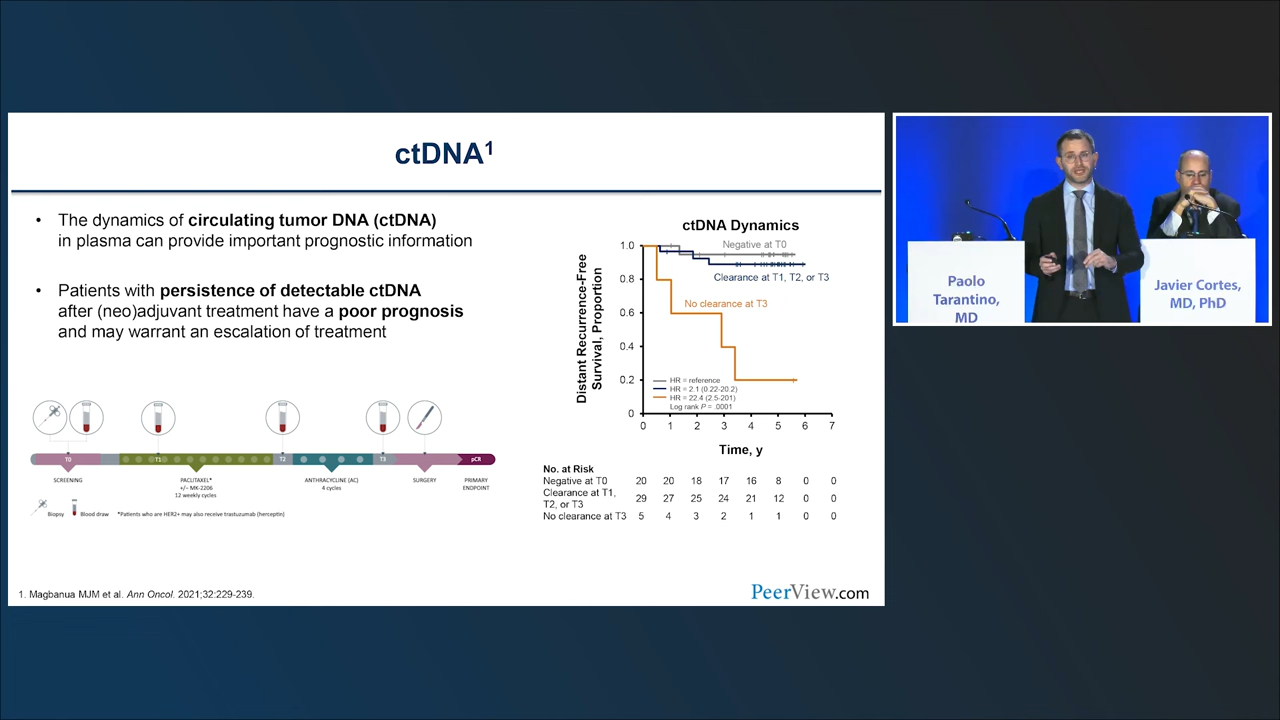 ctDNA1
• The dynamics of circulating tumor DNA (ctDNA)
in plasma can provide important prognostic information
• Patients with persistence of detectable ctDNA
after (neo)adjuvant treatment have a poor prognosis
and may warrant an escalation of treatment
T0
T1
T2
T3
pCR
SCREENING
PACLITAXEL*
+/– MK-2206
12 weekly cycles
ANTHRACYCLINE (AC)
4 cycles
SURGERY
PRIMARY
ENDPOINT
Biopsy
Blood draw
*Patients who are HER2+ may also receive trastuzumab (herceptin)
ctDNA Dynamics
Distant Recurrence-Free
Survival, Proportion
1.0
0.8
0.6
0.4
0.2
0
Negative at T0
Clearance at T1, T2, or T3
No clearance at T3
HR = reference
HR = 2.1 (0.22-20.2)
HR = 22.4 (2.5-201)
Log rank P = .0001
0 1 2 3 4 5 6 7
Time, y
No. at Risk
Negative at T0 20 20 18 17 16 8 0 0
Clearance at T1,
T2, or T3 29 27 25 24 21 12 0 0
No clearance at T3 5 4 3 2 1 1 0 0
1. Magbanua MJM et al. Ann Oncol. 2021;32:229-239.
PeerView.com
Paolo
Tarantino,
MD
Javier Cortes,
MD, PhD